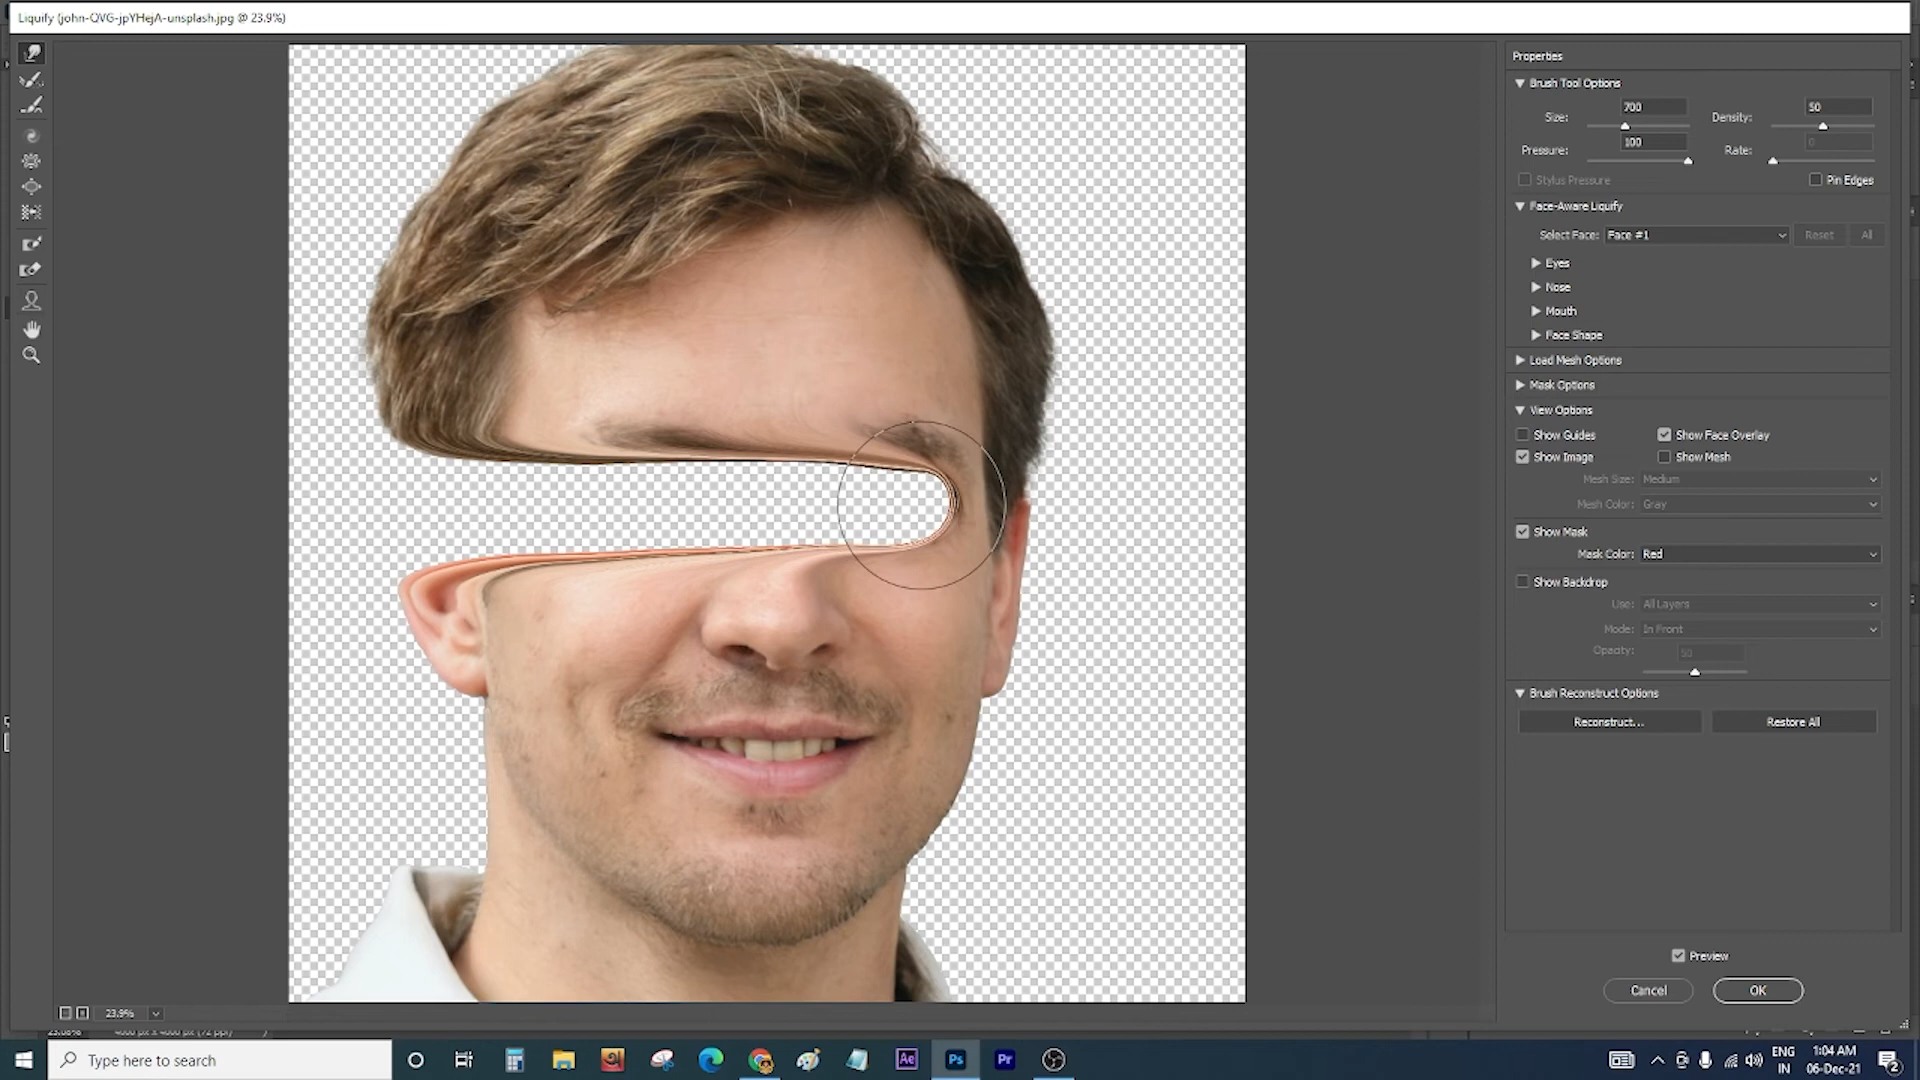 Liquify (john-QVG-jpYHejA-unsplash.jpg @ 23.9%)
Properties
Brush Tool Options
Size: 700 Density: 50
Pressure: 100 Rate: 0
Stylus Pressure Pin Edges
Face-Aware Liquify
Select Face: Face #1 Reset All
Eyes
Nose
Mouth
Face Shape
Load Mesh Options
Mask Options
View Options
Show Guides Show Face Overlay
Show Image Show Mesh
Mesh Size: Medium
Mesh Color: Gray
Show Mask
Mask Color: Red
Show Backdrop
Use: All Layers
Mode: In Front
Opacity: 50
Brush Reconstruct Options
Reconstruct... Restore All
Preview
Cancel OK
23.9%
Type here to search
Ae Ps Pr
ENG 1:04 AM
IN 06-Dec-21 2